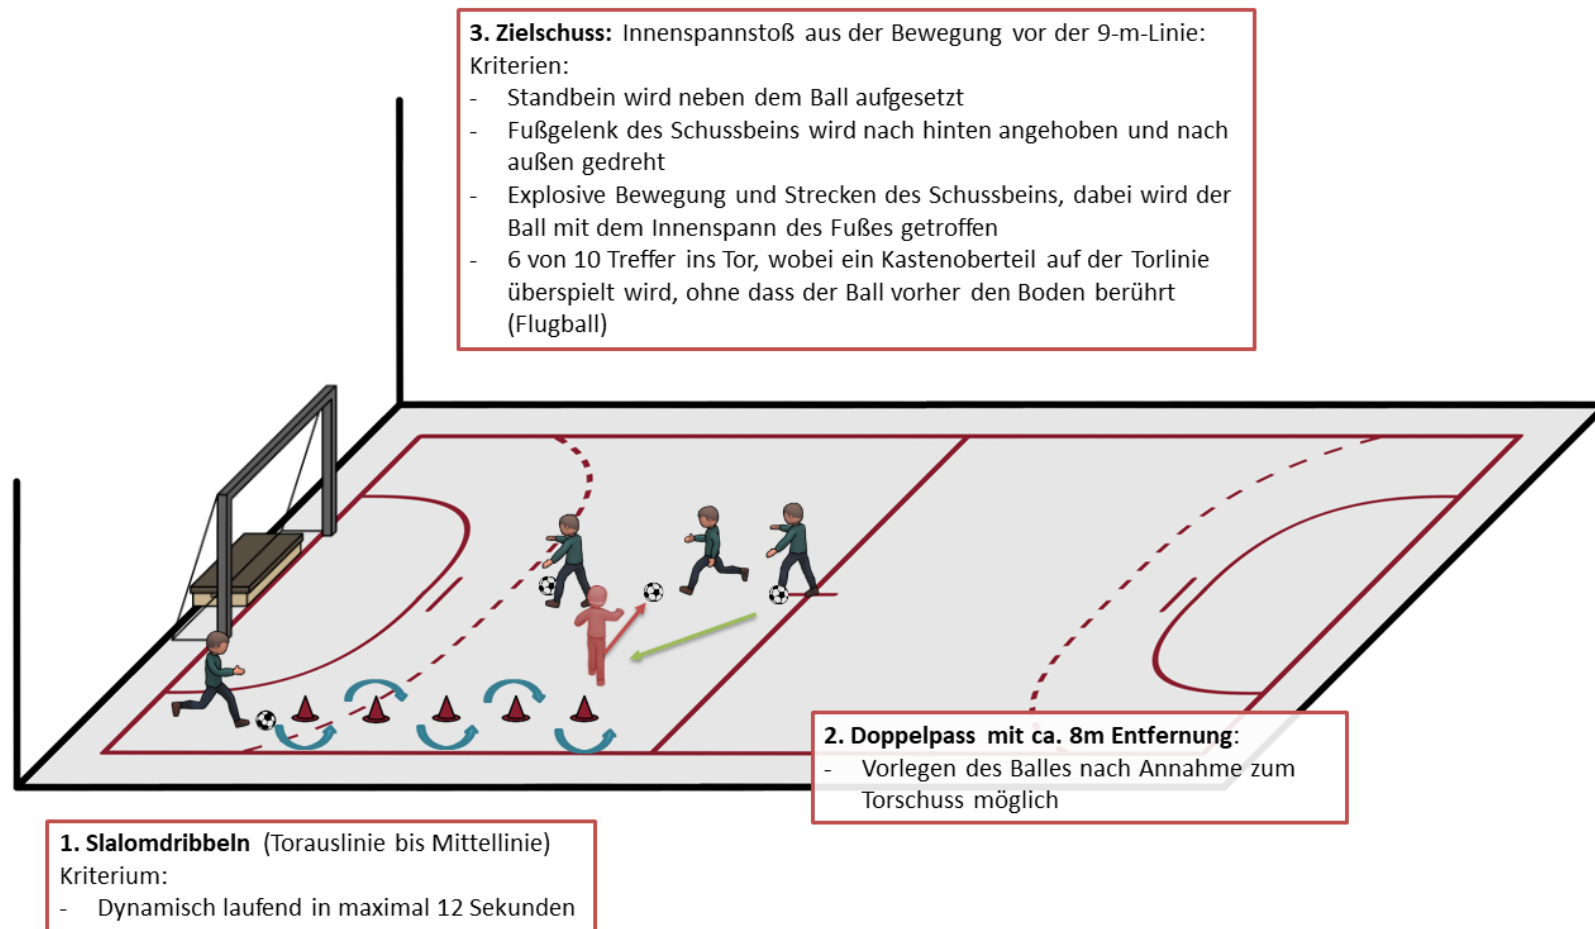 3. Zielschuss: Innenspannstoß aus der Bewegung vor der 9-m-Linie:
Kriterien:
- Standbein wird neben dem Ball aufgesetzt
- Fußgelenk des Schussbeins wird nach hinten angehoben und nach
außen gedreht
- Explosive Bewegung und Strecken des Schussbeins, dabei wird der
Ball mit dem Innenspann des Fußes getroffen
- 6 von 10 Treffer ins Tor, wobei ein Kastenoberteil auf der Torlinie
überspielt wird, ohne dass der Ball vorher den Boden berührt
(Flugball)
2. Doppelpass mit ca. 8m Entfernung:
- Vorlegen des Balles nach Annahme zum
Torschuss möglich
1. Slalomdribbeln (Torauslinie bis Mittellinie)
Kriterium:
- Dynamisch laufend in maximal 12 Sekunden